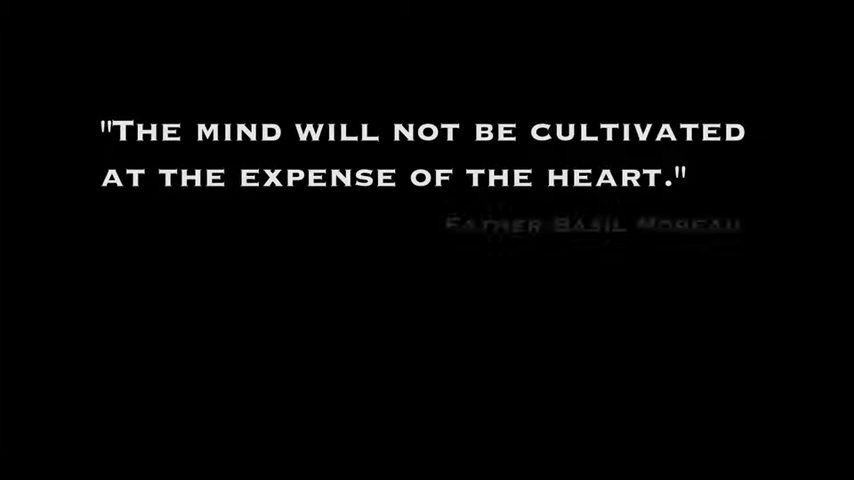 "THE MIND WILL NOT BE CULTIVATED
AT THE EXPENSE OF THE HEART."
FATHER BASIL MOREAU